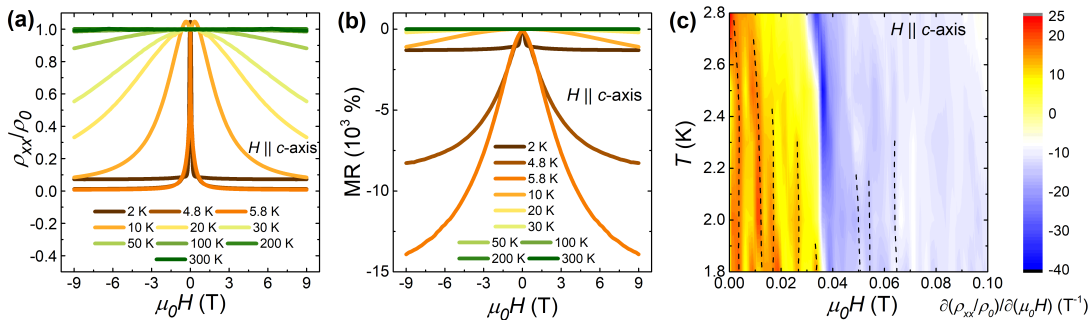 (a)
1.0
0.8
0.6
0.4
0.2
0.0
-0.2
-0.4
ρxx/ρ0
H || c-axis
2 K 4.8 K 5.8 K
10 K 20 K 30 K
50 K 100 K 200 K
300 K
-9 -6 -3 0 3 6 9
μ0H (T)
(b)
0
-5
-10
-15
MR (10³ %)
H || c-axis
2 K
4.8 K
5.8 K
10 K
20 K
30 K
50 K 100 K
200 K 300 K
-9 -6 -3 0 3 6 9
μ0H (T)
(c)
2.8
2.6
2.4
2.2
2.0
1.8
T (K)
H || c-axis
0.00 0.02 0.04 0.06 0.08 0.10
μ0H (T)
25
20
10
0
-10
-20
-30
-40
∂(ρxx/ρ0)/∂(μ0H) (T⁻¹)